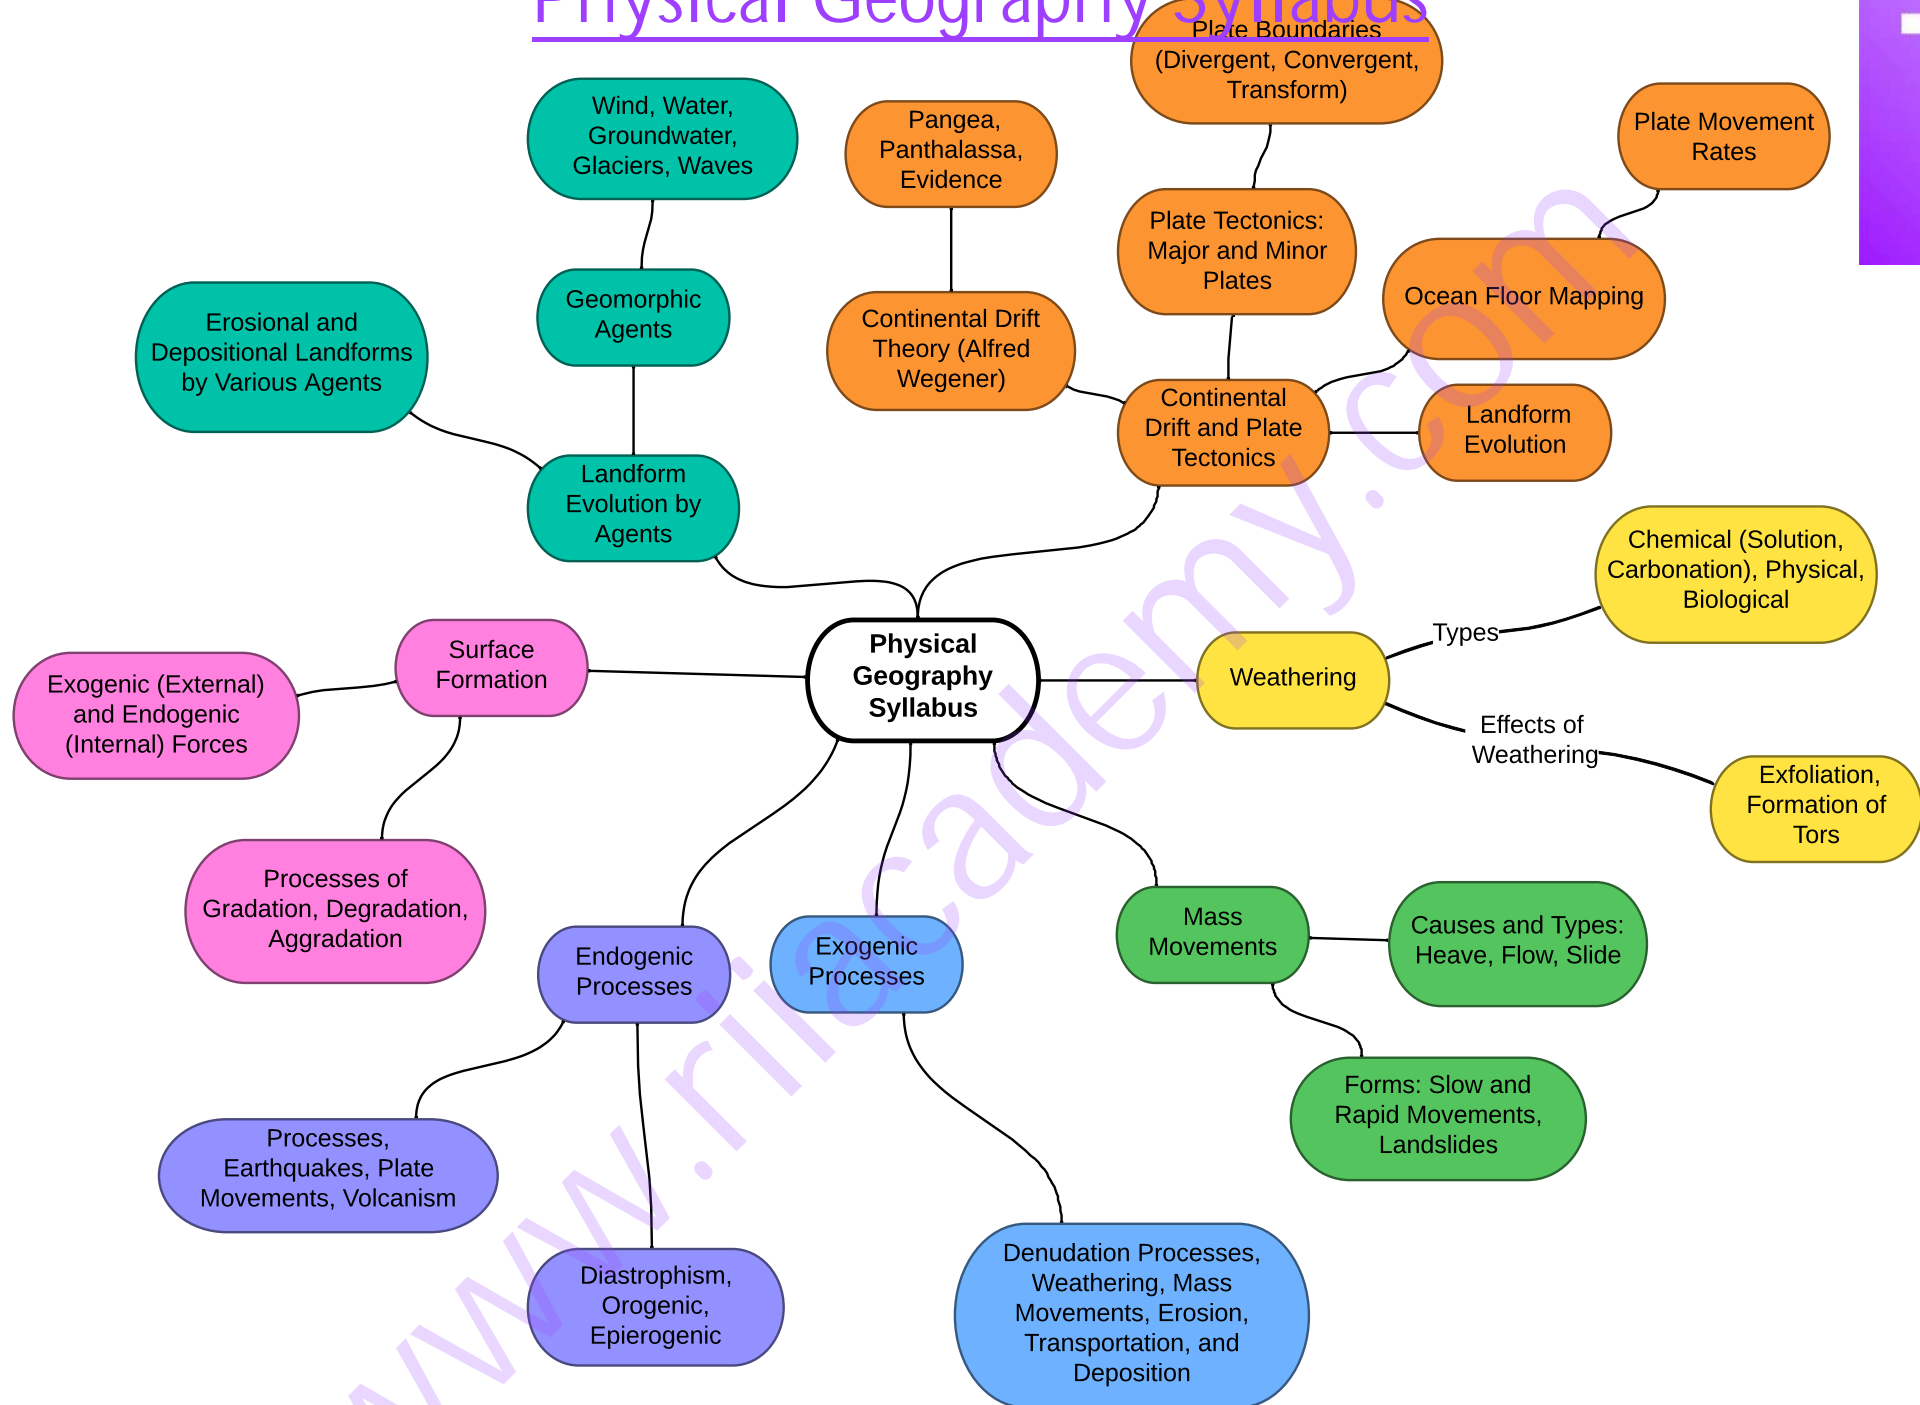 Physical Geography Syllabus
Plate Boundaries
(Divergent, Convergent,
Transform)
Wind, Water,
Groundwater,
Glaciers, Waves
Pangea,
Panthalassa,
Evidence
Plate Movement
Rates
Plate Tectonics:
Major and Minor
Plates
Ocean Floor Mapping
Geomorphic
Agents
Erosional and
Depositional Landforms
by Various Agents
Continental Drift
Theory (Alfred
Wegener)
Continental
Drift and Plate
Tectonics
Landform
Evolution
Landform
Evolution by
Agents
Chemical (Solution,
Carbonation), Physical,
Biological
Types
Physical
Geography
Syllabus
Weathering
Surface
Formation
Exogenic (External)
and Endogenic
(Internal) Forces
Effects of
Weathering
Exfoliation,
Formation of
Tors
Processes of
Gradation, Degradation,
Aggradation
Endogenic
Processes
Exogenic
Processes
Mass
Movements
Causes and Types:
Heave, Flow, Slide
Forms: Slow and
Rapid Movements,
Landslides
Processes,
Earthquakes, Plate
Movements, Volcanism
Diastrophism,
Orogenic,
Epierogenic
Denudation Processes,
Weathering, Mass
Movements, Erosion,
Transportation, and
Deposition